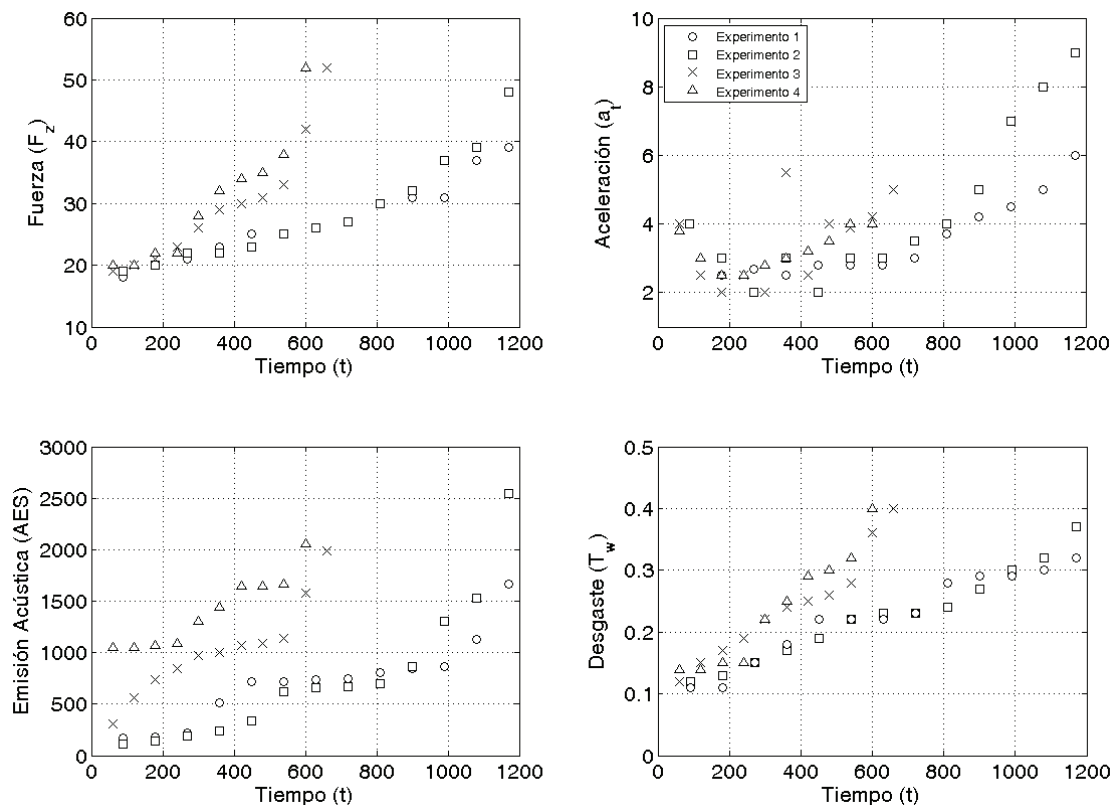 60
50
40
30
20
10
Fuerza (F_z)
0 200 400 600 800 1000 1200
Tiempo (t)
10
8
6
4
2
Aceleración (a_t)
Experimento 1
Experimento 2
Experimento 3
Experimento 4
0 200 400 600 800 1000 1200
Tiempo (t)
3000
2500
2000
1500
1000
500
0
Emisión Acústica (AES)
0 200 400 600 800 1000 1200
Tiempo (t)
0.5
0.4
0.3
0.2
0.1
0
Desgaste (T_w)
0 200 400 600 800 1000 1200
Tiempo (t)